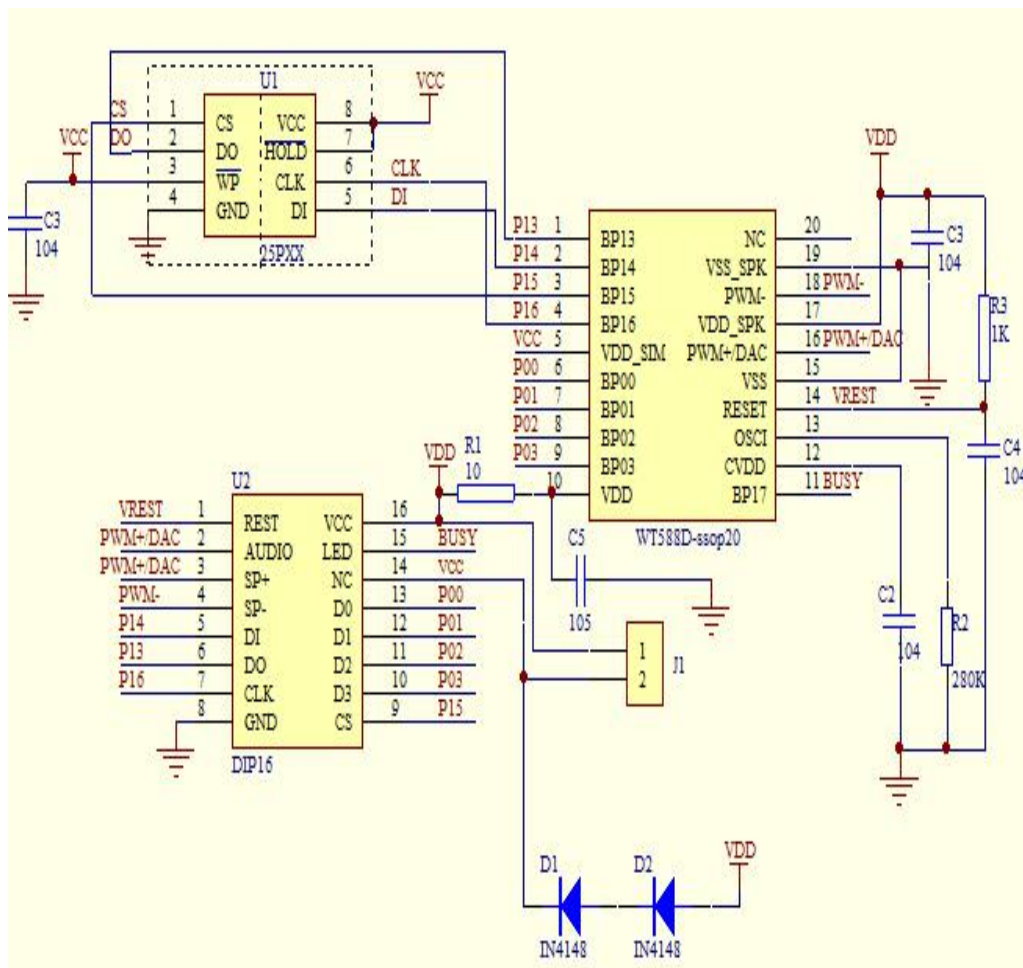 U1
VCC
CS 1 CS VCC 8
VCC DO 2 DO HOLD 7
3 WP CLK 6 CLK
4 GND DI 5 DI
25PXX
C3
104
VDD
C3
104
R3
1K
P13 1 BP13 NC 20
P14 2 BP14 VSS_SPK 19
P15 3 BP15 PWM- 18 PWM-
P16 4 BP16 VDD_SPK 17
VCC 5 VDD_SIM PWM+/DAC 16 PWM+/DAC
P00 6 BP00 VSS 15
P01 7 BP01 RESET 14 VREST
P02 8 BP02 OSCI 13
P03 9 BP03 CVDD 12
10 VDD BP17 11 BUSY
WT588D-ssop20
C4
104
VDD
R1
10
U2
VREST 1 REST VCC 16
PWM+/DAC 2 AUDIO LED 15 BUSY
PWM+/DAC 3 SP+ NC 14 VCC
PWM- 4 SP- D0 13 P00
P14 5 DI D1 12 P01
P13 6 DO D2 11 P02
P16 7 CLK D3 10 P03
8 GND CS 9 P15
DIP16
C5
105
1
2
J1
C2
104
R2
280K
D1
IN4148
D2
IN4148
VDD